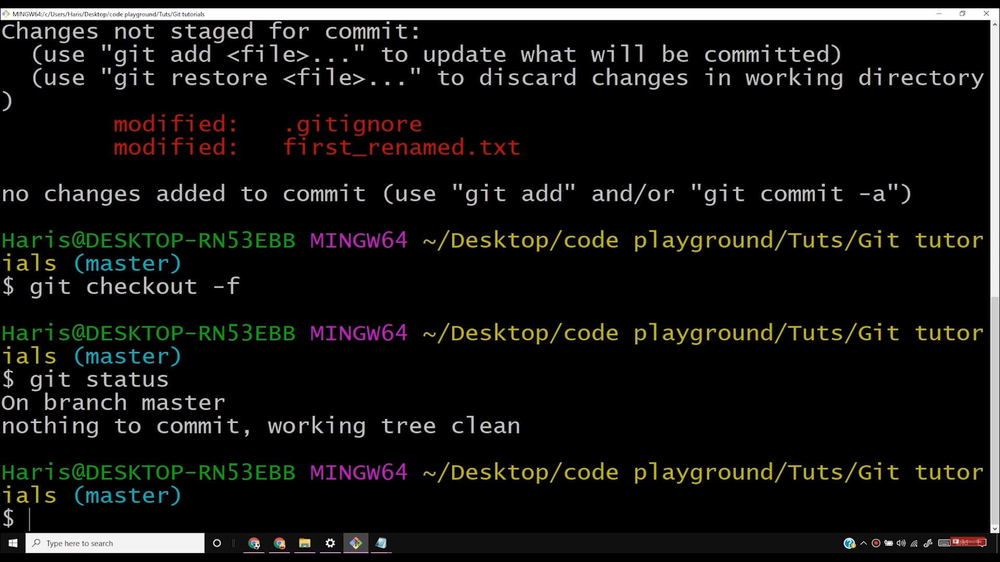 MINGW64:/c/Users/Haris/Desktop/code playground/Tuts/Git tutorials
Changes not staged for commit:
  (use "git add <file>..." to update what will be committed)
  (use "git restore <file>..." to discard changes in working directory
)
        modified:   .gitignore
        modified:   first_renamed.txt
no changes added to commit (use "git add" and/or "git commit -a")
Haris@DESKTOP-RN53EBB MINGW64 ~/Desktop/code playground/Tuts/Git tutor
ials (master)
$ git checkout -f
Haris@DESKTOP-RN53EBB MINGW64 ~/Desktop/code playground/Tuts/Git tutor
ials (master)
$ git status
On branch master
nothing to commit, working tree clean
Haris@DESKTOP-RN53EBB MINGW64 ~/Desktop/code playground/Tuts/Git tutor
ials (master)
$
Type here to search
Subscribe